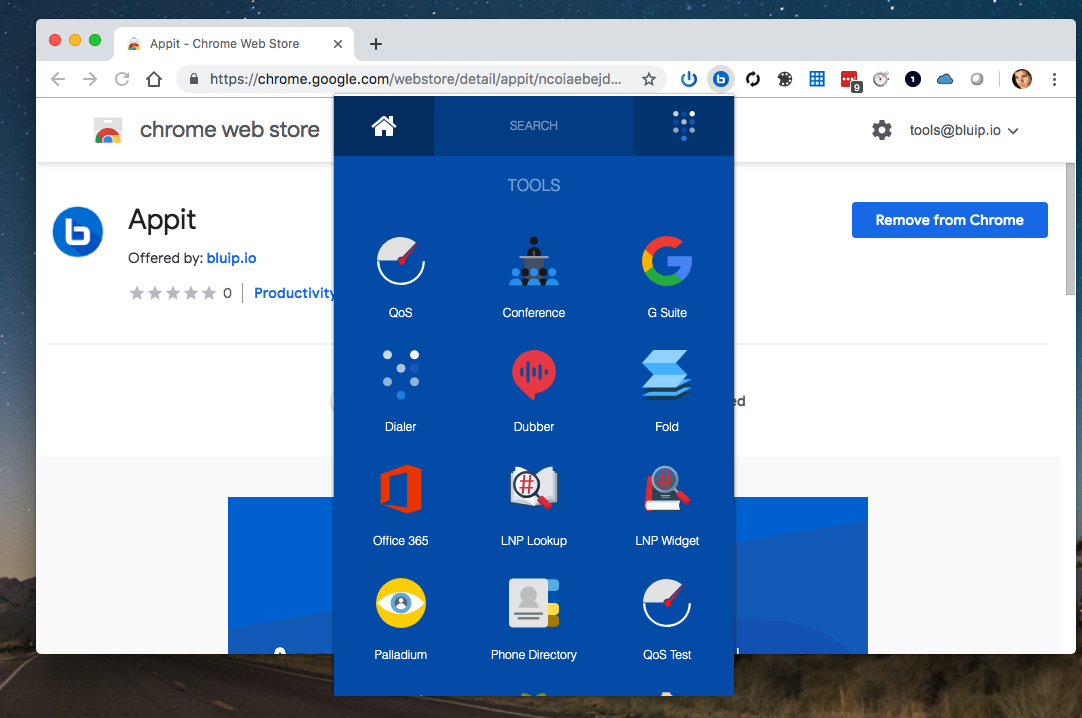 Appit - Chrome Web Store
https://chrome.google.com/webstore/detail/appit/ncoiaebejd...
9
1
chrome web store
tools@bluip.io
SEARCH
TOOLS
Appit
Offered by: bluip.io
0
Productivity
Remove from Chrome
QoS
Conference
G Suite
Dialer
Dubber
Fold
ed
Office 365
LNP Lookup
LNP Widget
Palladium
Phone Directory
QoS Test